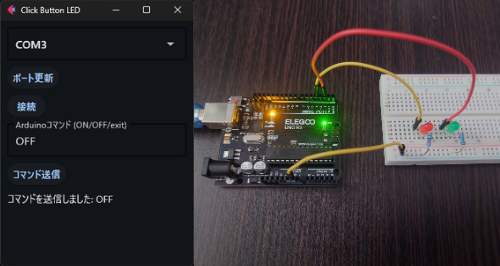 Click Button LED
COM3
ポート更新
接続
Arduinoコマンド (ON/OFF/exit)
OFF
コマンド送信
コマンドを送信しました: OFF
ELEGOO
UNO R3